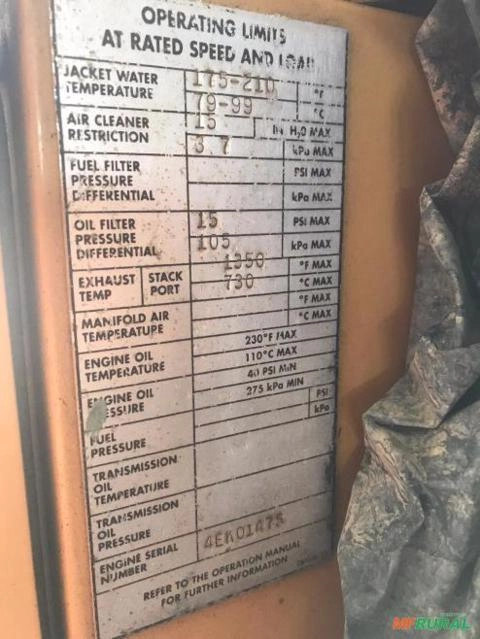 OPERATING LIMITS
AT RATED SPEED AND LOAD
JACKET WATER TEMPERATURE 175-210 °F
79-99 °C
AIR CLEANER RESTRICTION 15 IN H₂O MAX
3.7 kPa MAX
FUEL FILTER PRESSURE DIFFERENTIAL PSI MAX
kPa MAX
OIL FILTER PRESSURE DIFFERENTIAL 15 PSI MAX
105 kPa MAX
EXHAUST TEMP STACK PORT 1350 °F MAX
730 °C MAX
MANIFOLD AIR TEMPERATURE °F MAX
°C MAX
ENGINE OIL TEMPERATURE 230°F MAX
110°C MAX
ENGINE OIL PRESSURE 40 PSI MIN
275 kPa MIN
FUEL PRESSURE PSI
kPa
TRANSMISSION OIL TEMPERATURE
TRANSMISSION OIL PRESSURE
ENGINE SERIAL NUMBER 4EK01475
REFER TO THE OPERATION MANUAL
FOR FURTHER INFORMATION
MFRURAL